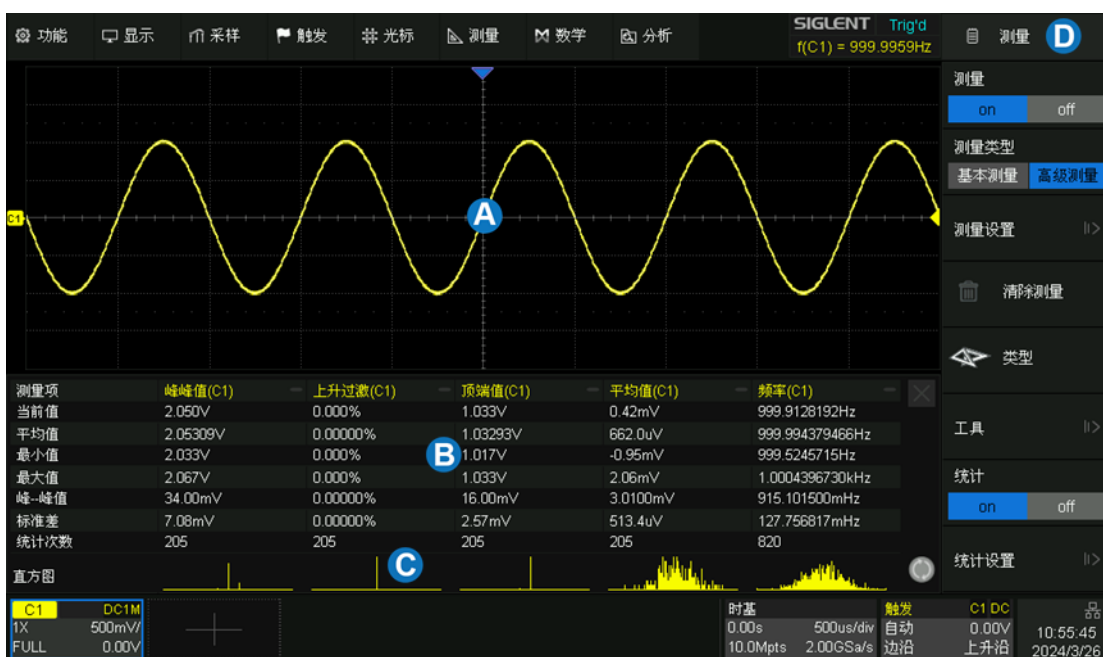 功能 显示 采样 触发 光标 测量 数学 分析
SIGLENT Trig'd
f(C1) = 999.9959Hz
测量 D
测量
on off
测量类型
基本测量 高级测量
测量设置
清除测量
类型
工具
统计
on off
统计设置
A
C1
测量项 峰峰值(C1) 上升过激(C1) 顶端值(C1) 平均值(C1) 频率(C1)
当前值 2.050V 0.000% 1.033V 0.42mV 999.9128192Hz
平均值 2.05309V 0.00000% 1.03293V 662.0uV 999.994379466Hz
最小值 2.033V 0.000% B 1.017V -0.95mV 999.5245715Hz
最大值 2.067V 0.000% 1.033V 2.06mV 1.0004396730kHz
峰--峰值 34.00mV 0.00000% 16.00mV 3.0100mV 915.101500mHz
标准差 7.08mV 0.00000% 2.57mV 513.4uV 127.756817mHz
统计次数 205 205 205 205 820
直方图 C
C1 DC1M
1X 500mV/
FULL 0.00V
时基
0.00s 500us/div
10.0Mpts 2.00GSa/s
触发 C1 DC
自动 0.00V
边沿 上升沿
10:55:45
2024/3/26